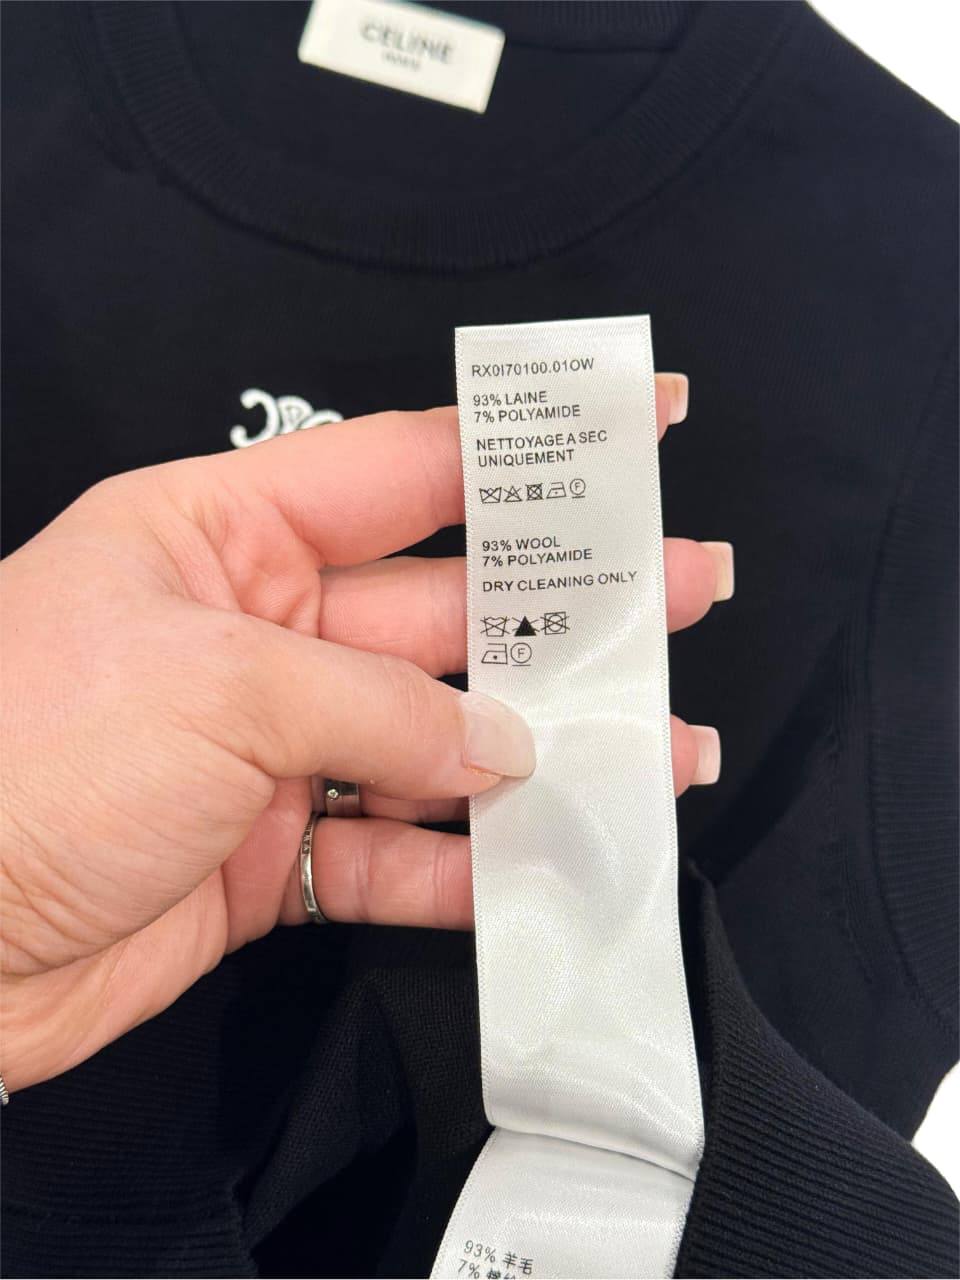 CELINE
PARIS
RX0I70100.01OW
93% LAINE
7% POLYAMIDE
NETTOYAGE A SEC
UNIQUEMENT
F
93% WOOL
7% POLYAMIDE
DRY CLEANING ONLY
F
93% 羊毛
7%